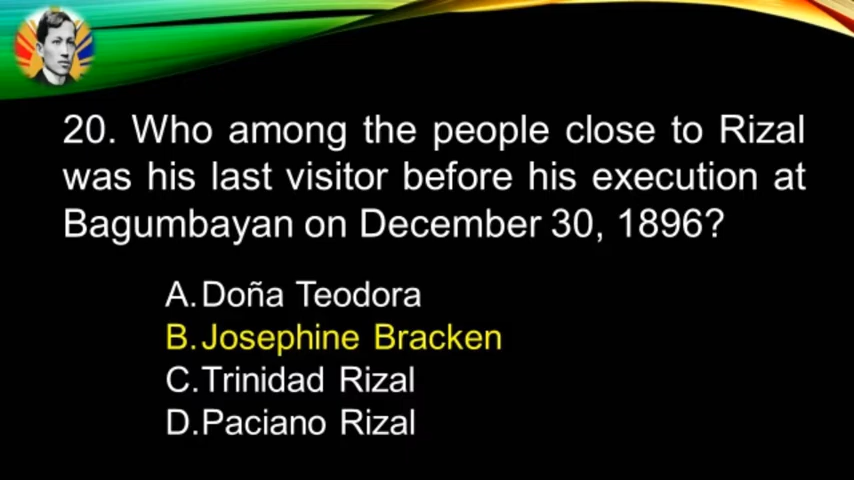 20. Who among the people close to Rizal
was his last visitor before his execution at
Bagumbayan on December 30, 1896?
A. Doña Teodora
B. Josephine Bracken
C. Trinidad Rizal
D. Paciano Rizal